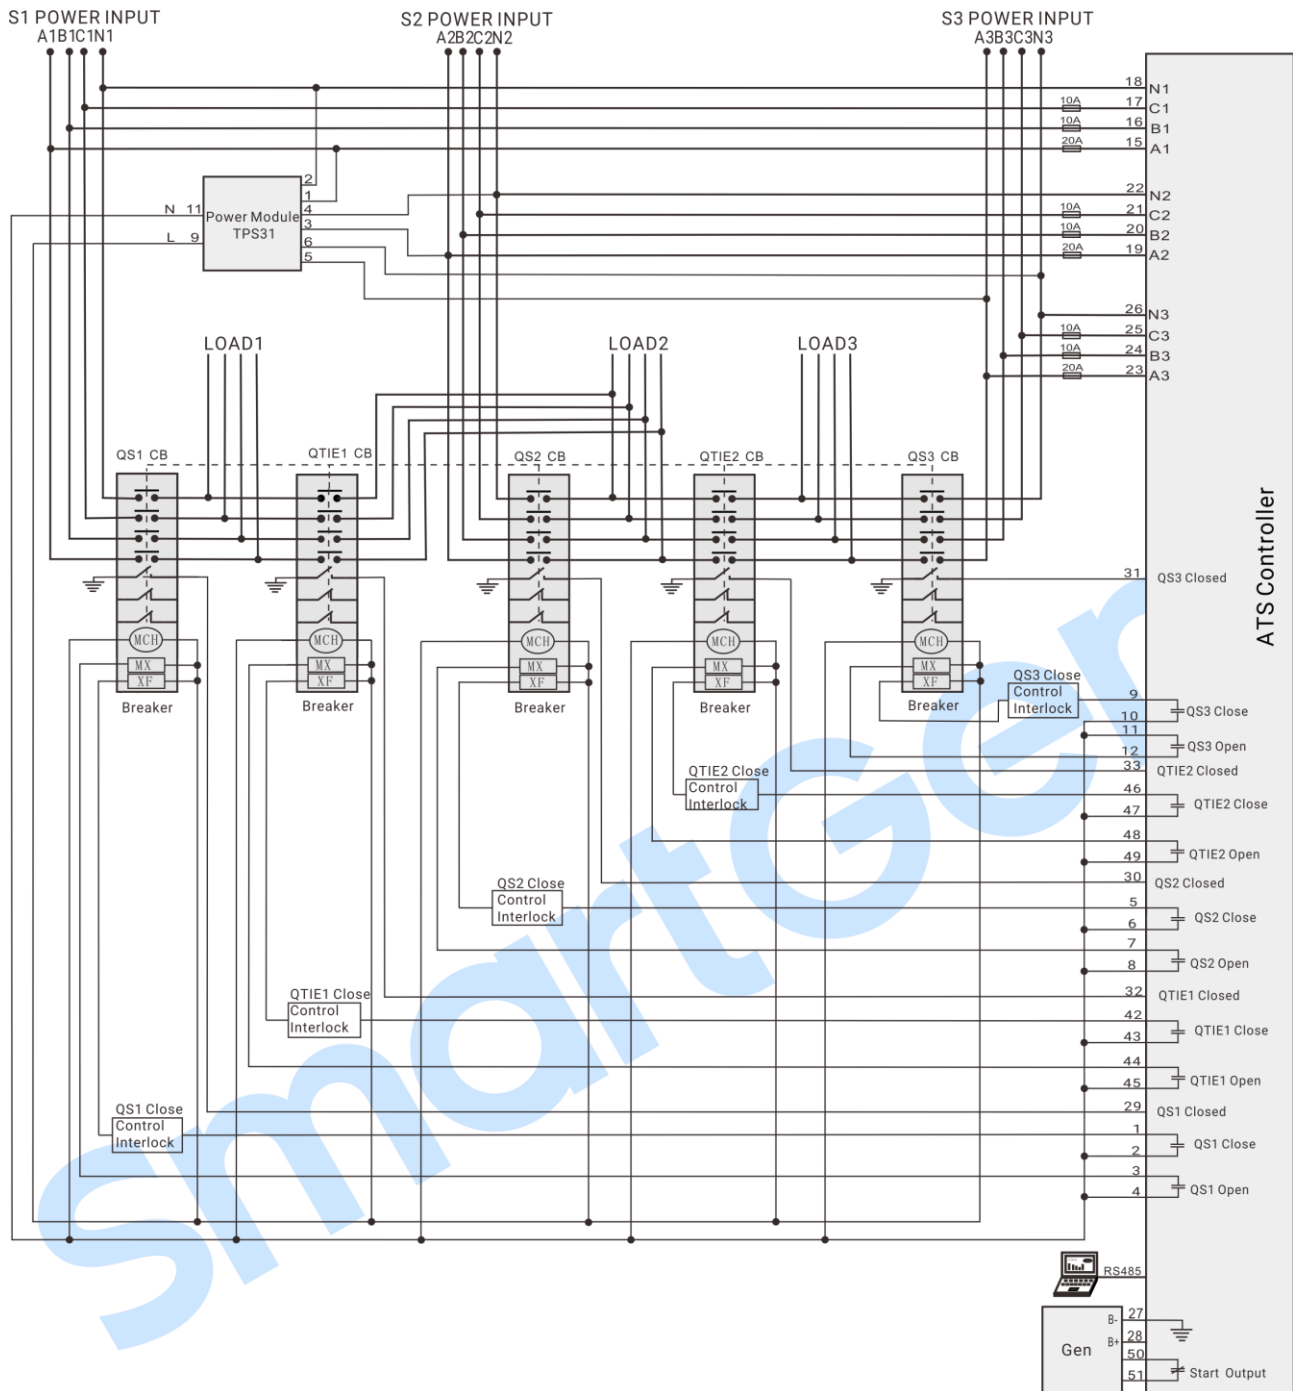 S1 POWER INPUT
A1B1C1N1
S2 POWER INPUT
A2B2C2N2
S3 POWER INPUT
A3B3C3N3
18 N1
10A 17 C1
10A 16 B1
20A 15 A1
22 N2
10A 21 C2
10A 20 B2
20A 19 A2
26 N3
10A 25 C3
10A 24 B3
20A 23 A3
N 11
L 9
Power Module
TPS31
2
1
4
3
6
5
LOAD1
LOAD2
LOAD3
QS1 CB
QTIE1 CB
QS2 CB
QTIE2 CB
QS3 CB
MCH
MX
XF
Breaker
MCH
MX
XF
Breaker
MCH
MX
XF
Breaker
MCH
MX
XF
Breaker
MCH
MX
XF
Breaker
ATS Controller
31 QS3 Closed
QS3 Close
Control
Interlock
9
10
QS3 Close
11
12
QS3 Open
33 QTIE2 Closed
QTIE2 Close
Control
Interlock
46
47
QTIE2 Close
48
49
QTIE2 Open
30 QS2 Closed
QS2 Close
Control
Interlock
5
6
QS2 Close
7
8
QS2 Open
32 QTIE1 Closed
QTIE1 Close
Control
Interlock
42
43
QTIE1 Close
44
45
QTIE1 Open
29 QS1 Closed
QS1 Close
Control
Interlock
1
2
QS1 Close
3
4
QS1 Open
RS485
Gen
B- 27
B+ 28
50
51
Start Output
SmartGen